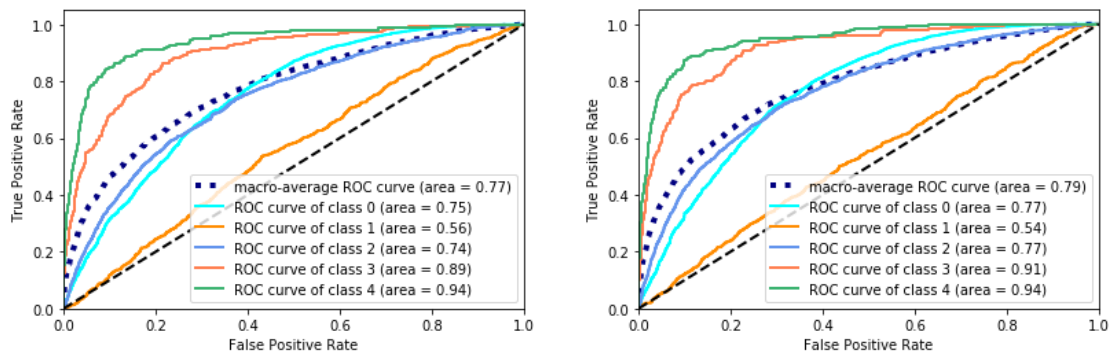 1.0
0.8
0.6
0.4
0.2
0.0
True Positive Rate
macro-average ROC curve (area = 0.77)
ROC curve of class 0 (area = 0.75)
ROC curve of class 1 (area = 0.56)
ROC curve of class 2 (area = 0.74)
ROC curve of class 3 (area = 0.89)
ROC curve of class 4 (area = 0.94)
0.0 0.2 0.4 0.6 0.8 1.0
False Positive Rate
1.0
0.8
0.6
0.4
0.2
0.0
True Positive Rate
macro-average ROC curve (area = 0.79)
ROC curve of class 0 (area = 0.77)
ROC curve of class 1 (area = 0.54)
ROC curve of class 2 (area = 0.77)
ROC curve of class 3 (area = 0.91)
ROC curve of class 4 (area = 0.94)
0.0 0.2 0.4 0.6 0.8 1.0
False Positive Rate